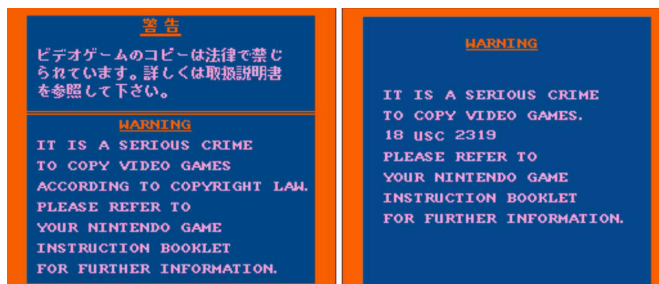 警告
ビデオゲームのコピーは法律で禁じ
られています。詳しくは取扱説明書
を参照して下さい。
WARNING
IT IS A SERIOUS CRIME
TO COPY VIDEO GAMES
ACCORDING TO COPYRIGHT LAW.
PLEASE REFER TO
YOUR NINTENDO GAME
INSTRUCTION BOOKLET
FOR FURTHER INFORMATION.
WARNING
IT IS A SERIOUS CRIME
TO COPY VIDEO GAMES.
18 USC 2319
PLEASE REFER TO
YOUR NINTENDO GAME
INSTRUCTION BOOKLET
FOR FURTHER INFORMATION.